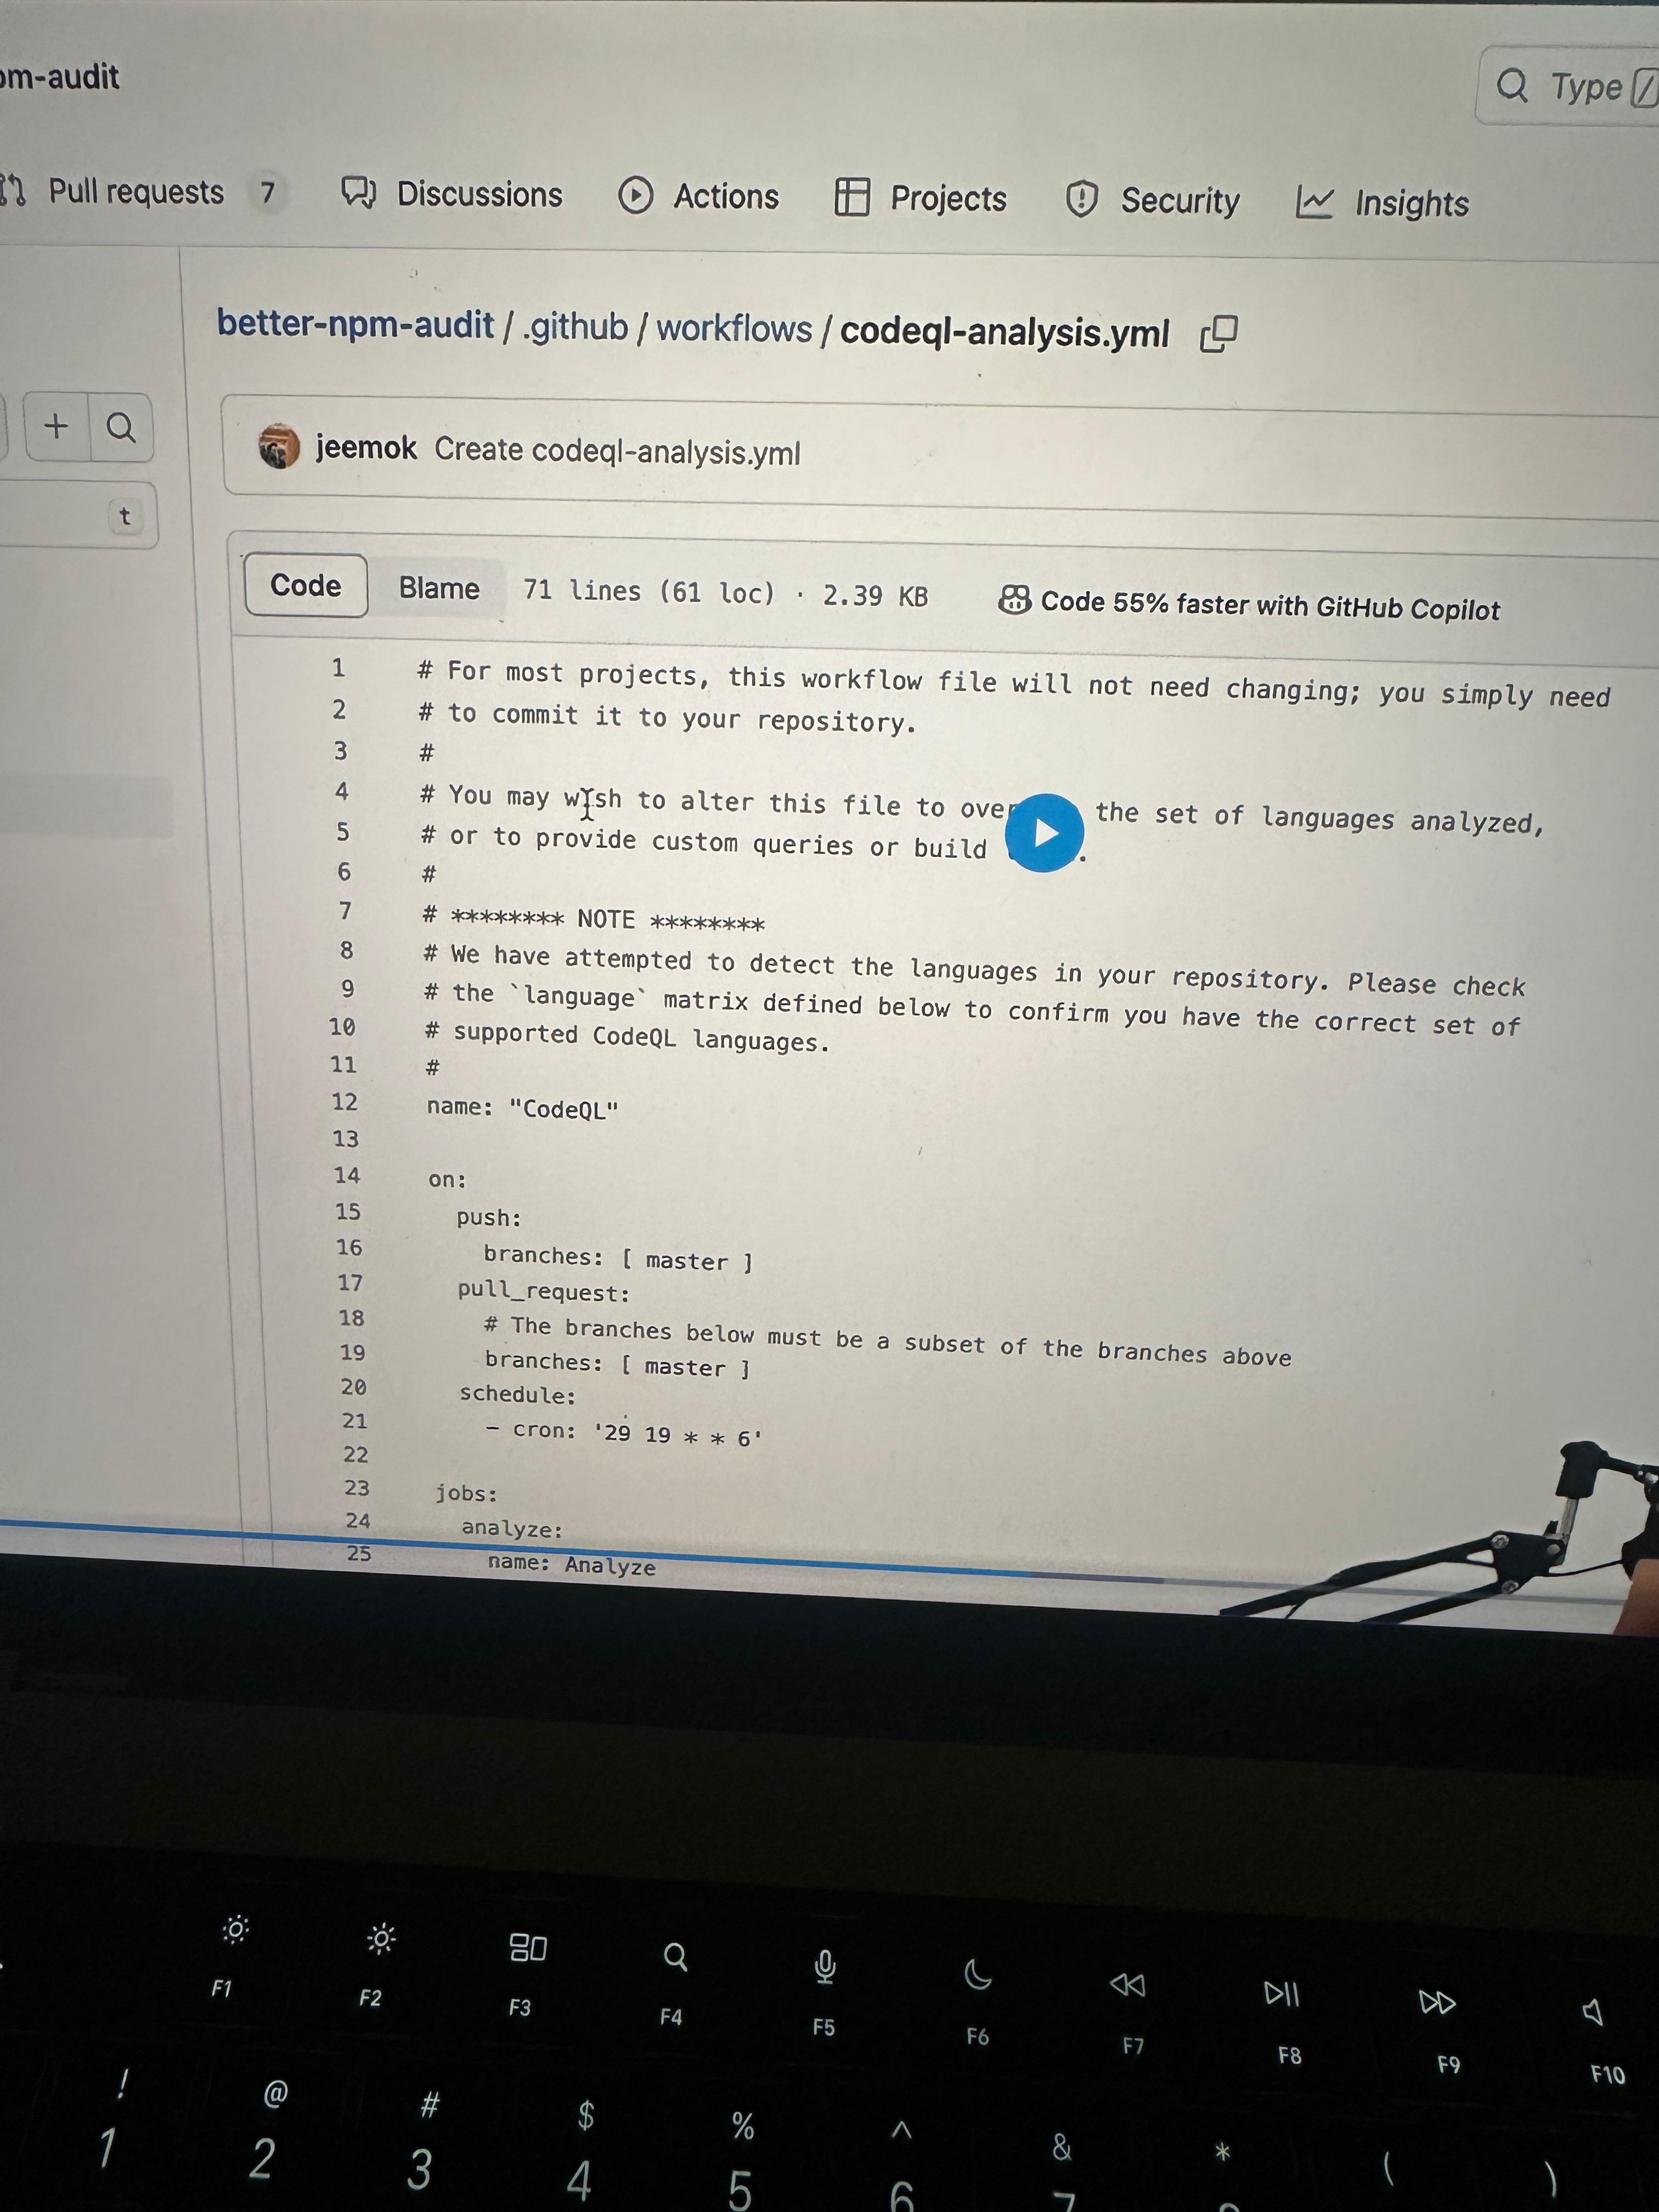 pm-audit
Type /
Pull requests 7 Discussions Actions Projects Security Insights
better-npm-audit / .github / workflows / codeql-analysis.yml
+
jeemok Create codeql-analysis.yml
t
Code Blame 71 lines (61 loc) · 2.39 KB Code 55% faster with GitHub Copilot
1 # For most projects, this workflow file will not need changing; you simply need
2 # to commit it to your repository.
3 #
4 # You may wish to alter this file to over the set of languages analyzed,
5 # or to provide custom queries or build .
6 #
7 # ******** NOTE ********
8 # We have attempted to detect the languages in your repository. Please check
9 # the `language` matrix defined below to confirm you have the correct set of
10 # supported CodeQL languages.
11 #
12 name: "CodeQL"
13
14 on:
15 push:
16 branches: [ master ]
17 pull_request:
18 # The branches below must be a subset of the branches above
19 branches: [ master ]
20 schedule:
21 - cron: '29 19 * * 6'
22
23 jobs:
24 analyze:
25 name: Analyze
F1 F2 F3 F4 F5 F6 F7 F8 F9 F10
! @ # $ % ^ & * ( )
1 2 3 4 5 6 7